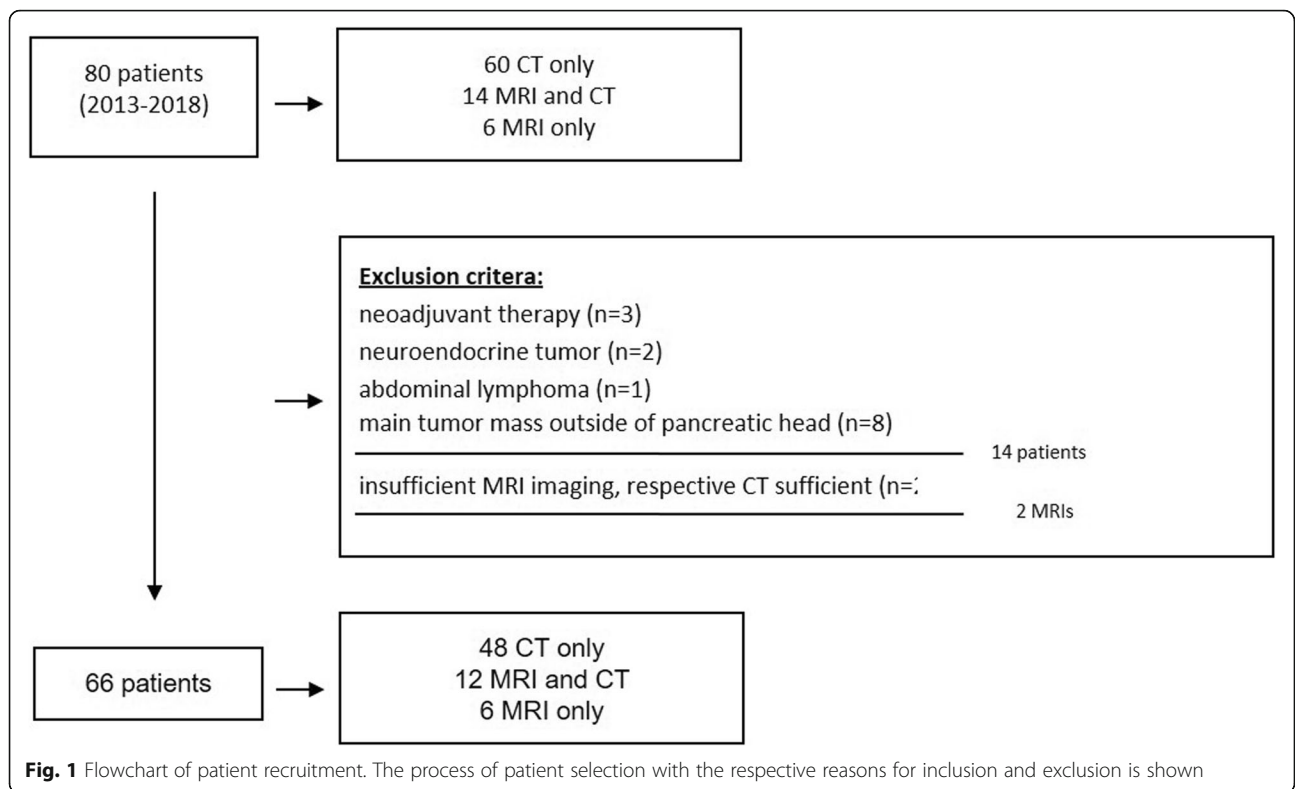 80 patients
(2013-2018)
60 CT only
14 MRI and CT
6 MRI only
Exclusion critera:
neoadjuvant therapy (n=3)
neuroendocrine tumor (n=2)
abdominal lymphoma (n=1)
main tumor mass outside of pancreatic head (n=8)
14 patients
insufficient MRI imaging, respective CT sufficient
2 MRIs
66 patients
48 CT only
12 MRI and CT
6 MRI only
Fig. 1 Flowchart of patient recruitment. The process of patient selection with the respective reasons for inclusion and exclusion is shown